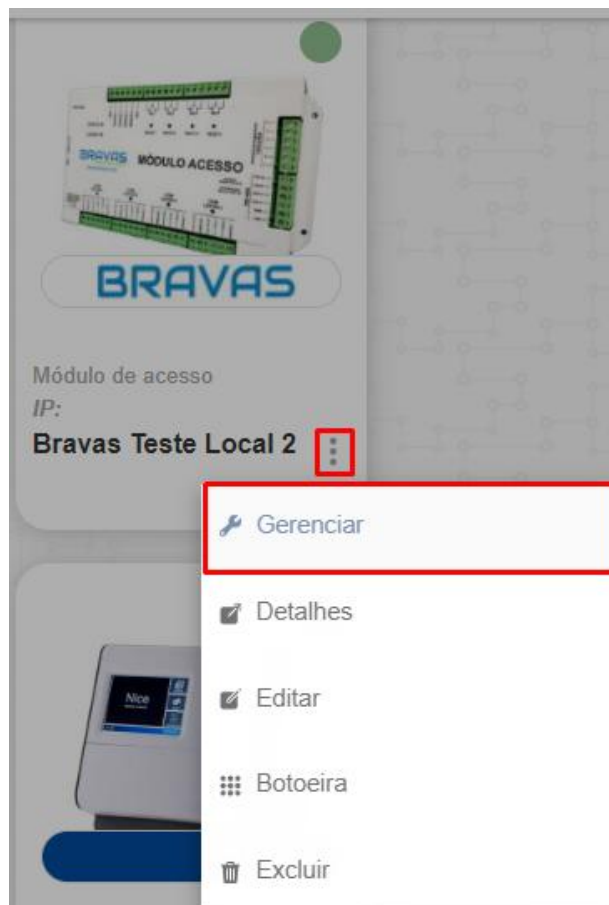 BRAVAS MÓDULO ACESSO
BRAVAS
Módulo de acesso
IP:
Bravas Teste Local 2
Gerenciar
Detalhes
Nice
Editar
Botoeira
Excluir